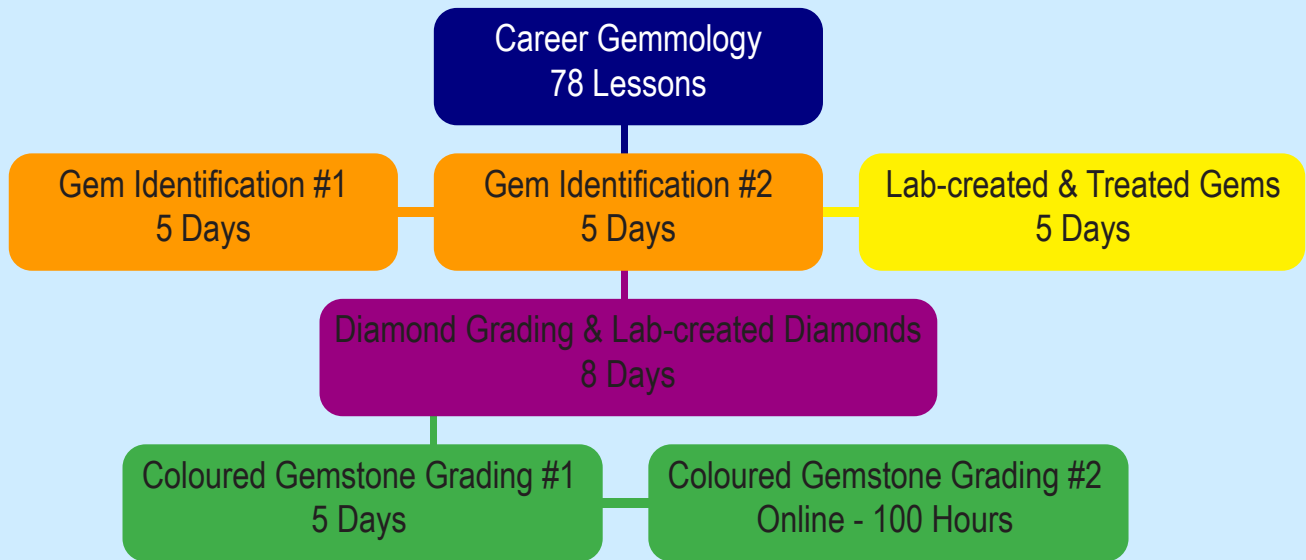 Career Gemmology
78 Lessons
Gem Identification #1
5 Days
Gem Identification #2
5 Days
Lab-created & Treated Gems
5 Days
Diamond Grading & Lab-created Diamonds
8 Days
Coloured Gemstone Grading #1
5 Days
Coloured Gemstone Grading #2
Online - 100 Hours